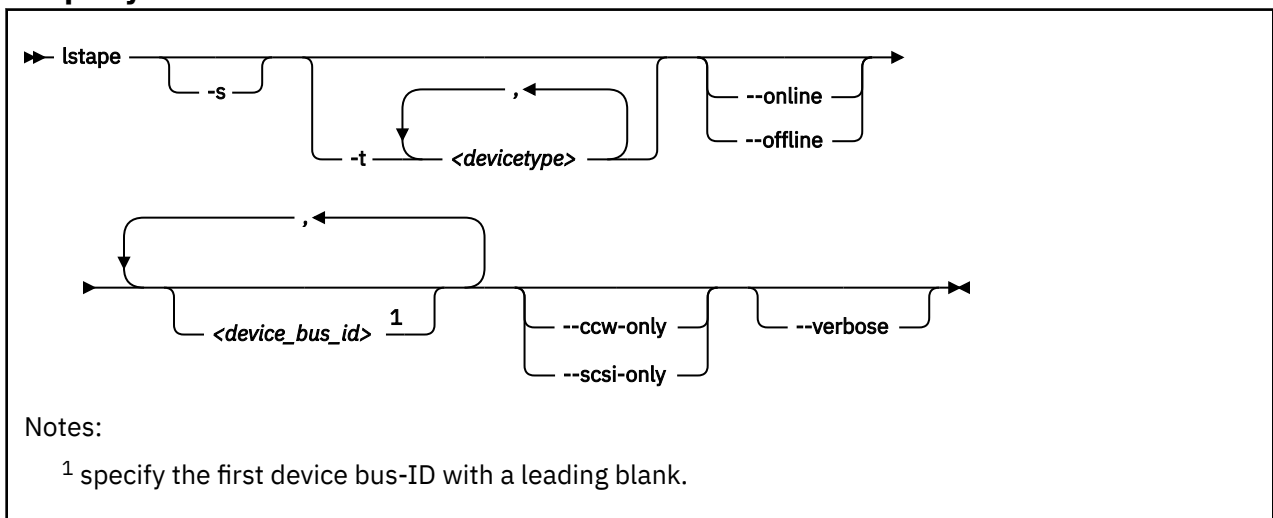 lstape
-s
-t
,
<devicetype>
--online
--offline
,
<device_bus_id> 1
--ccw-only
--scsi-only
--verbose
Notes:
1 specify the first device bus-ID with a leading blank.